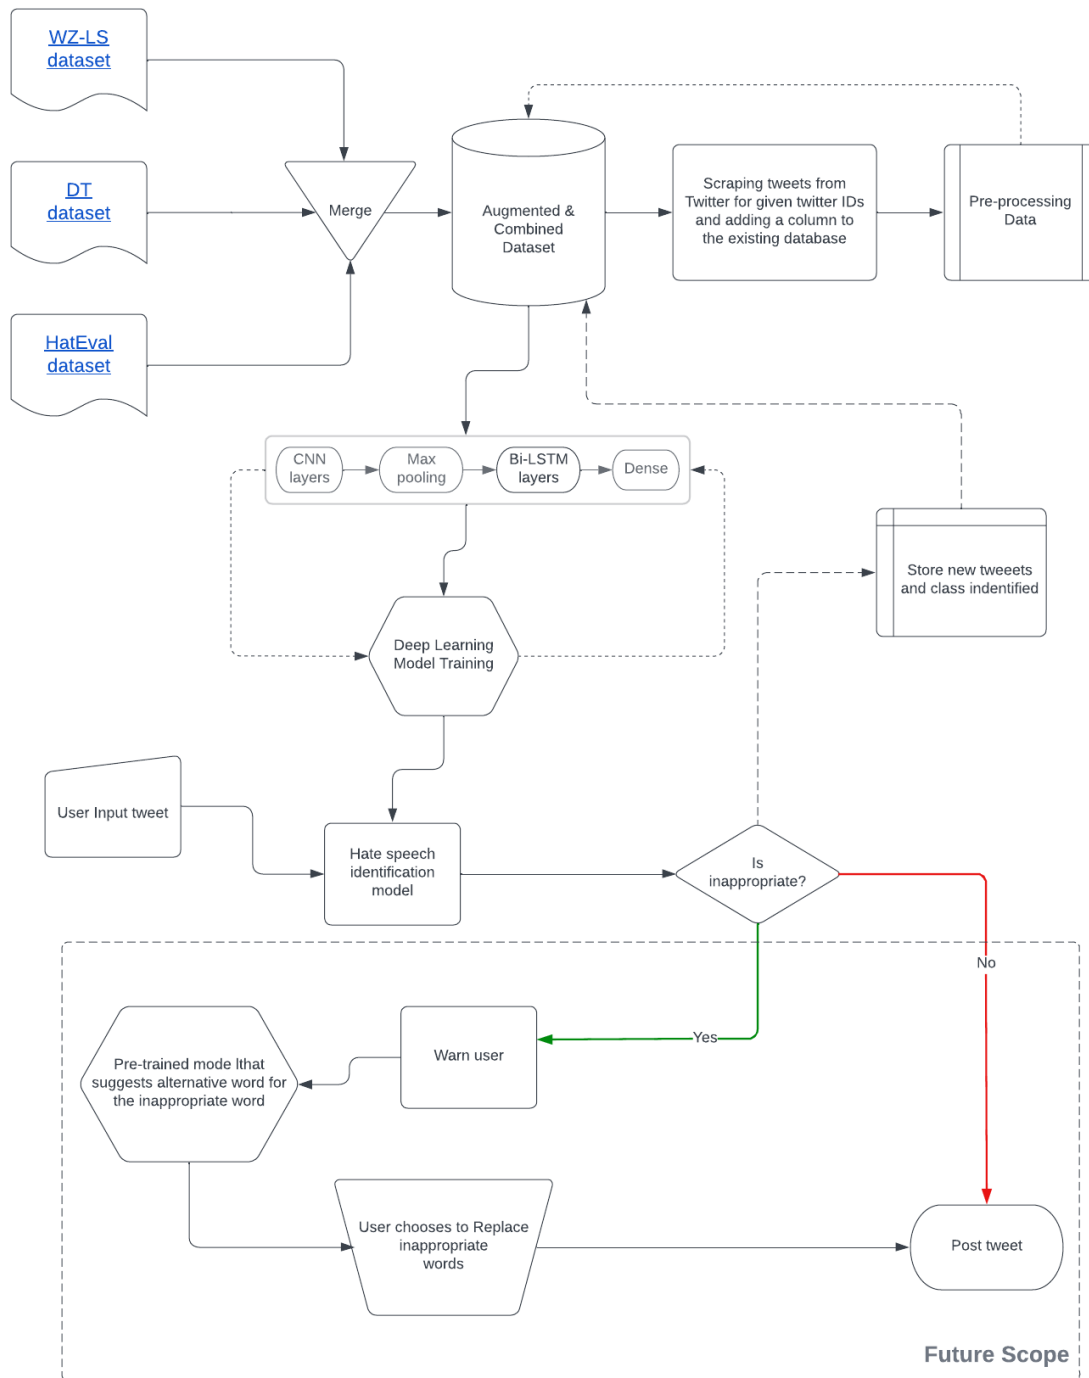 WZ-LS
dataset
DT
dataset
HatEval
dataset
Merge
Augmented &
Combined
Dataset
Scraping tweets from
Twitter for given twitter IDs
and adding a column to
the existing database
Pre-processing
Data
CNN
layers
Max
pooling
Bi-LSTM
layers
Dense
Store new tweeets
and class indentified
Deep Learning
Model Training
User Input tweet
Hate speech
identification
model
Is
inappropriate?
No
Yes
Warn user
Pre-trained mode lthat
suggests alternative word for
the inappropriate word
User chooses to Replace
inappropriate
words
Post tweet
Future Scope